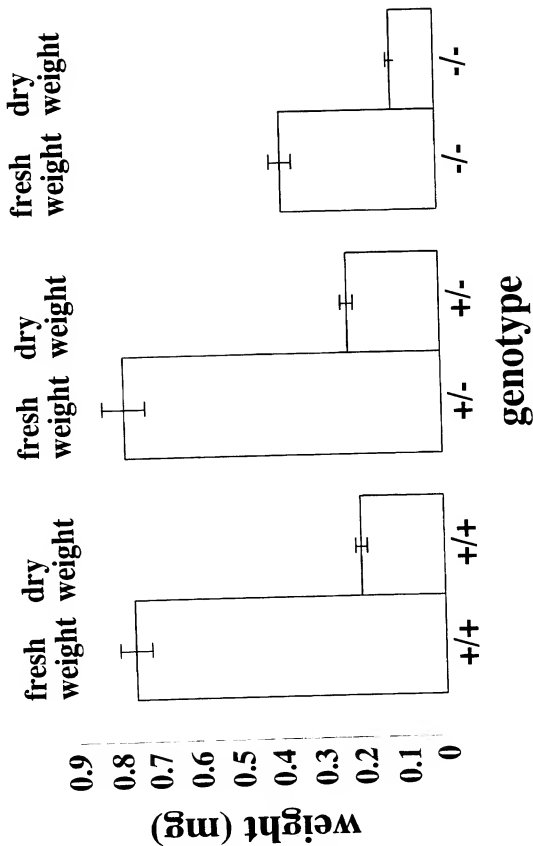 fresh dry
weight weight
fresh dry
weight weight
fresh dry
weight weight
weight (mg)
0.9
0.8
0.7
0.6
0.5
0.4
0.3
0.2
0.1
0
+/+ +/+
+/- +/-
-/- -/-
genotype